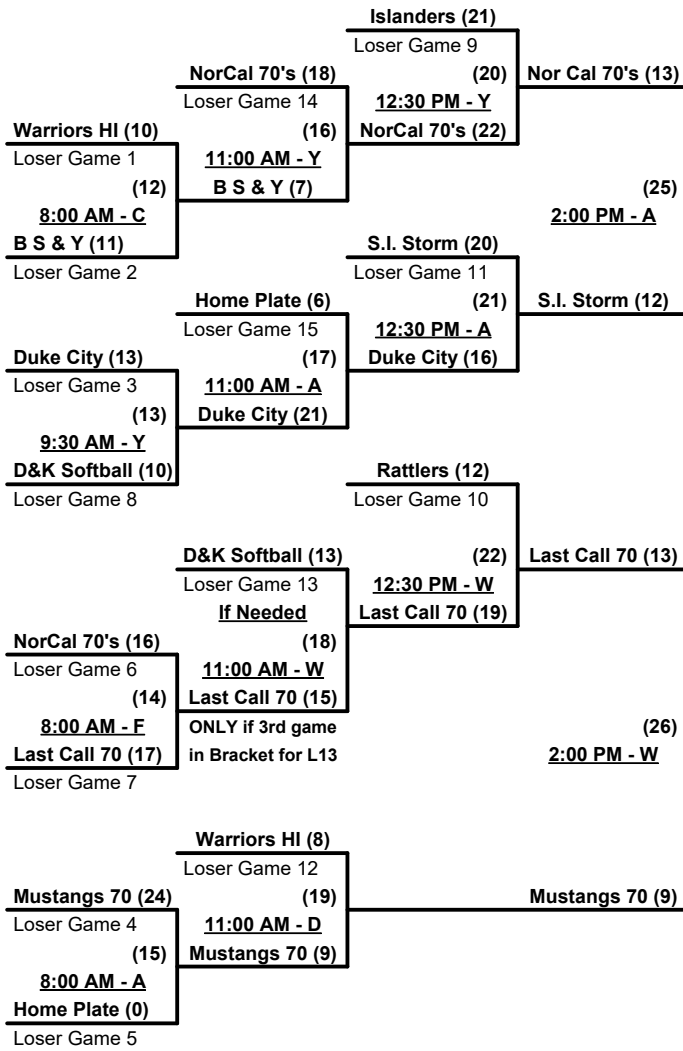 Islanders (21)
Loser Game 9
NorCal 70's (18)
(20)
Nor Cal 70's (13)
Loser Game 14
12:30 PM - Y
Warriors HI (10)
(16)
NorCal 70's (22)
Loser Game 1
11:00 AM - Y
(12)
B S & Y (7)
(25)
8:00 AM - C
2:00 PM - A
B S & Y (11)
S.I. Storm (20)
Loser Game 2
Loser Game 11
Home Plate (6)
(21)
S.I. Storm (12)
Loser Game 15
12:30 PM - A
Duke City (13)
(17)
Duke City (16)
Loser Game 3
11:00 AM - A
(13)
Duke City (21)
9:30 AM - Y
D&K Softball (10)
Rattlers (12)
Loser Game 8
Loser Game 10
D&K Softball (13)
(22)
Last Call 70 (13)
Loser Game 13
12:30 PM - W
If Needed
Last Call 70 (19)
NorCal 70's (16)
(18)
Loser Game 6
11:00 AM - W
(14)
Last Call 70 (15)
8:00 AM - F
ONLY if 3rd game
(26)
Last Call 70 (17)
in Bracket for L13
2:00 PM - W
Loser Game 7
Warriors HI (8)
Loser Game 12
Mustangs 70 (24)
(19)
Mustangs 70 (9)
Loser Game 4
11:00 AM - D
(15)
Mustangs 70 (9)
8:00 AM - A
Home Plate (0)
Loser Game 5